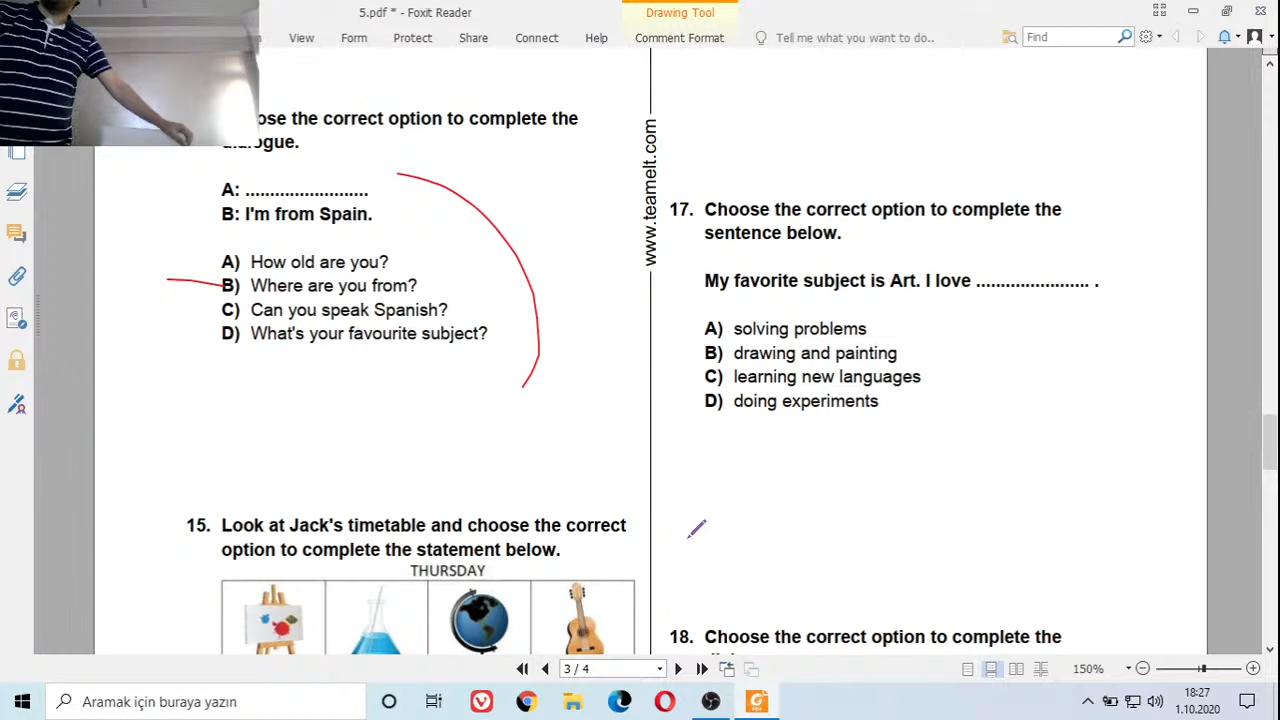 5.pdf * - Foxit Reader
Drawing Tool
View
Form
Protect
Share
Connect
Help
Comment Format
Tell me what you want to do..
Find
the correct option to complete the
A: .........................
B: I'm from Spain.
A) How old are you?
B) Where are you from?
C) Can you speak Spanish?
D) What's your favourite subject?
15. Look at Jack's timetable and choose the correct
option to complete the statement below.
THURSDAY
www.teamelt.com
17. Choose the correct option to complete the
sentence below.
My favorite subject is Art. I love ....................... .
A) solving problems
B) drawing and painting
C) learning new languages
D) doing experiments
18. Choose the correct option to complete the
3 / 4
150%
Aramak için buraya yazın
18:27
1.10.2020